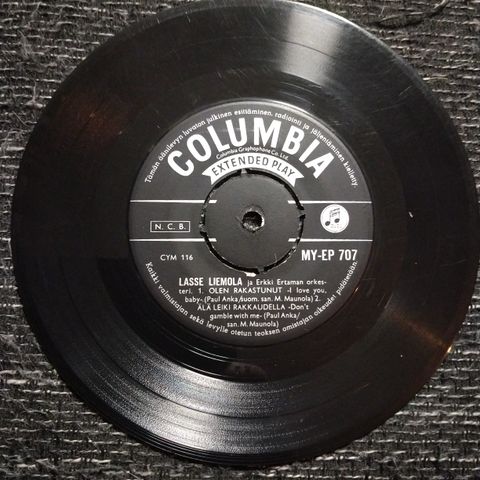 Tämän äänilevyn luvaton julkinen esittäminen, radioiti ja jäljentäminen kielletty.
COLUMBIA
Columbia Graphophone Co. Ltd.
EXTENDED PLAY
N. C. B.
CYM 116
MY-EP 707
LASSE LIEMOLA ja Erkki Ertaman orkes-
teri. 1. OLEN RAKASTUNUT -I love you,
baby- (Paul Anka/suom. san. M. Maunola) 2.
ÄLÄ LEIKI RAKKAUDELLA -Don't
gamble with me- (Paul Anka/
san. M. Maunola)
Kaikki valmistajan sekä levylle otetun teoksen omistajan oikeudet pidätetään.